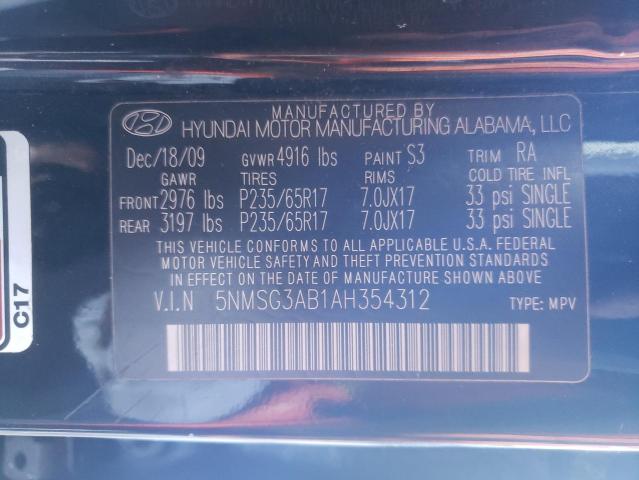 MANUFACTURED BY
HYUNDAI MOTOR MANUFACTURING ALABAMA, LLC
Dec/18/09 GVWR 4916 lbs PAINT S3 TRIM RA
GAWR TIRES RIMS COLD TIRE INFL
FRONT 2976 lbs P235/65R17 7.0JX17 33 psi SINGLE
REAR 3197 lbs P235/65R17 7.0JX17 33 psi SINGLE
THIS VEHICLE CONFORMS TO ALL APPLICABLE U.S.A. FEDERAL
MOTOR VEHICLE SAFETY AND THEFT PREVENTION STANDARDS
IN EFFECT ON THE DATE OF MANUFACTURE SHOWN ABOVE.
V.I.N 5NMSG3AB1AH354312 TYPE: MPV
C17